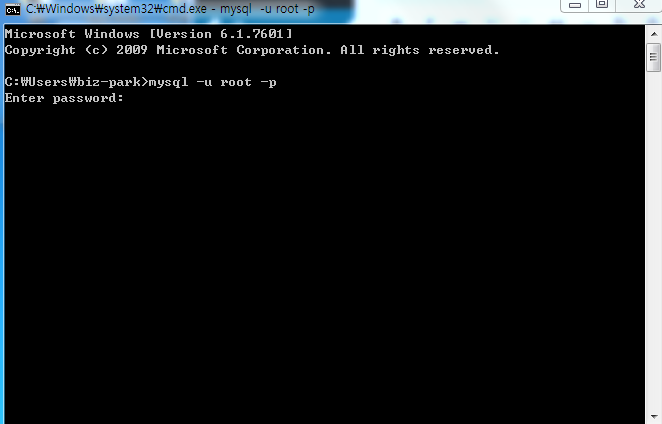 C:₩Windows₩system32₩cmd.exe - mysql  -u root -p
Microsoft Windows [Version 6.1.7601]
Copyright (c) 2009 Microsoft Corporation. All rights reserved.
C:₩Users₩biz-park>mysql -u root -p
Enter password: